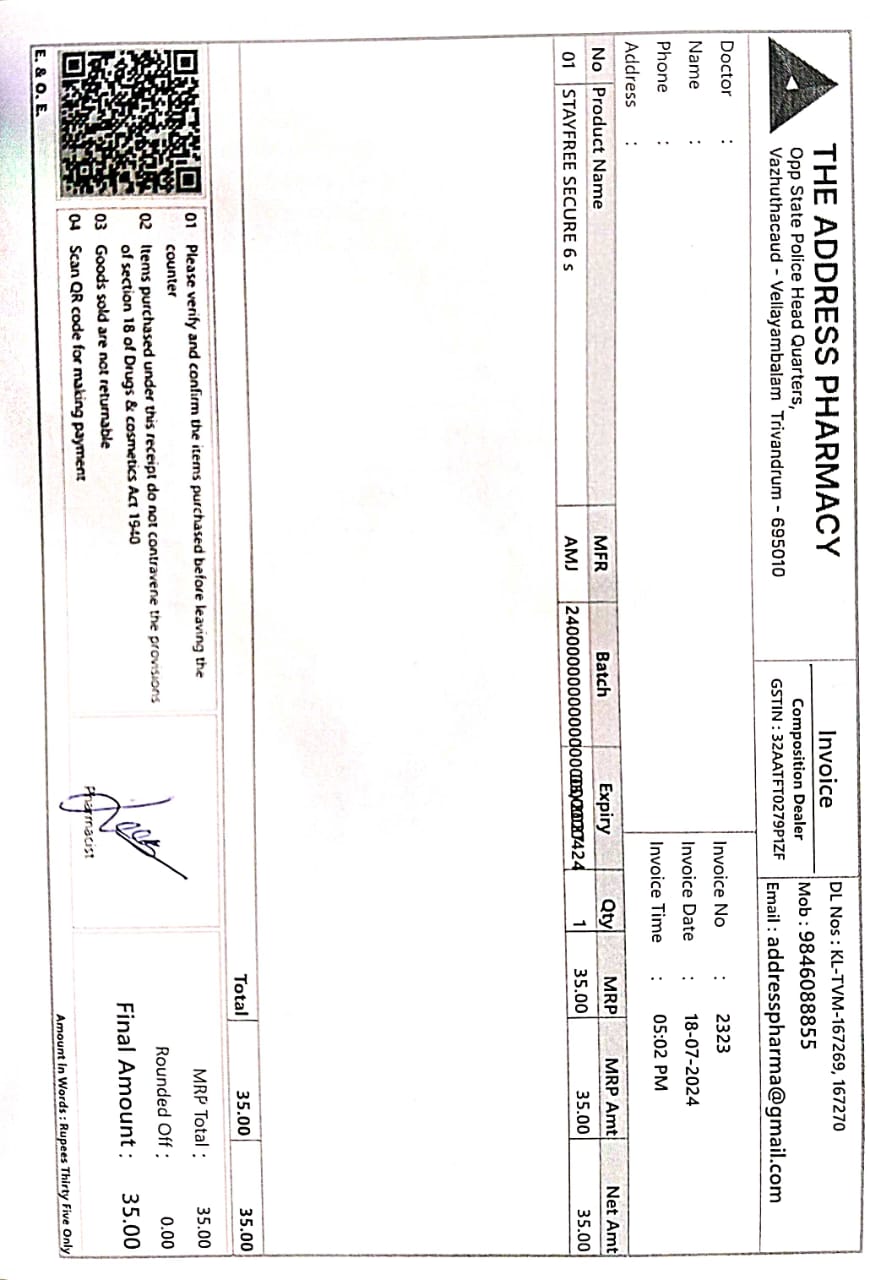 THE ADDRESS PHARMACY
Opp State Police Head Quarters,
Vazhuthacaud - Vellayambalam Trivandrum - 695010
Invoice
Composition Dealer
GSTIN : 32AATFT0279P1ZF
DL Nos : KL-TVM-167269, 167270
Mob : 9846088855
Email : addresspharma@gmail.com
Doctor :
Name :
Phone :
Address :
Invoice No : 2323
Invoice Date : 18-07-2024
Invoice Time : 05:02 PM
No Product Name MFR Batch Expiry Qty MRP MRP Amt Net Amt
01 STAYFREE SECURE 6 s AMJ 1 35.00 35.00 35.00
Total 35.00 35.00
01 Please verify and confirm the items purchased before leaving the
counter
02 Items purchased under this receipt do not contravene the provisions
of section 18 of Drugs & cosmetics Act 1940
03 Goods sold are not returnable
04 Scan QR code for making payment
Pharmacist
MRP Total : 35.00
Rounded Off : 0.00
Final Amount : 35.00
Amount In Words : Rupees Thirty Five Only
E. & O. E.